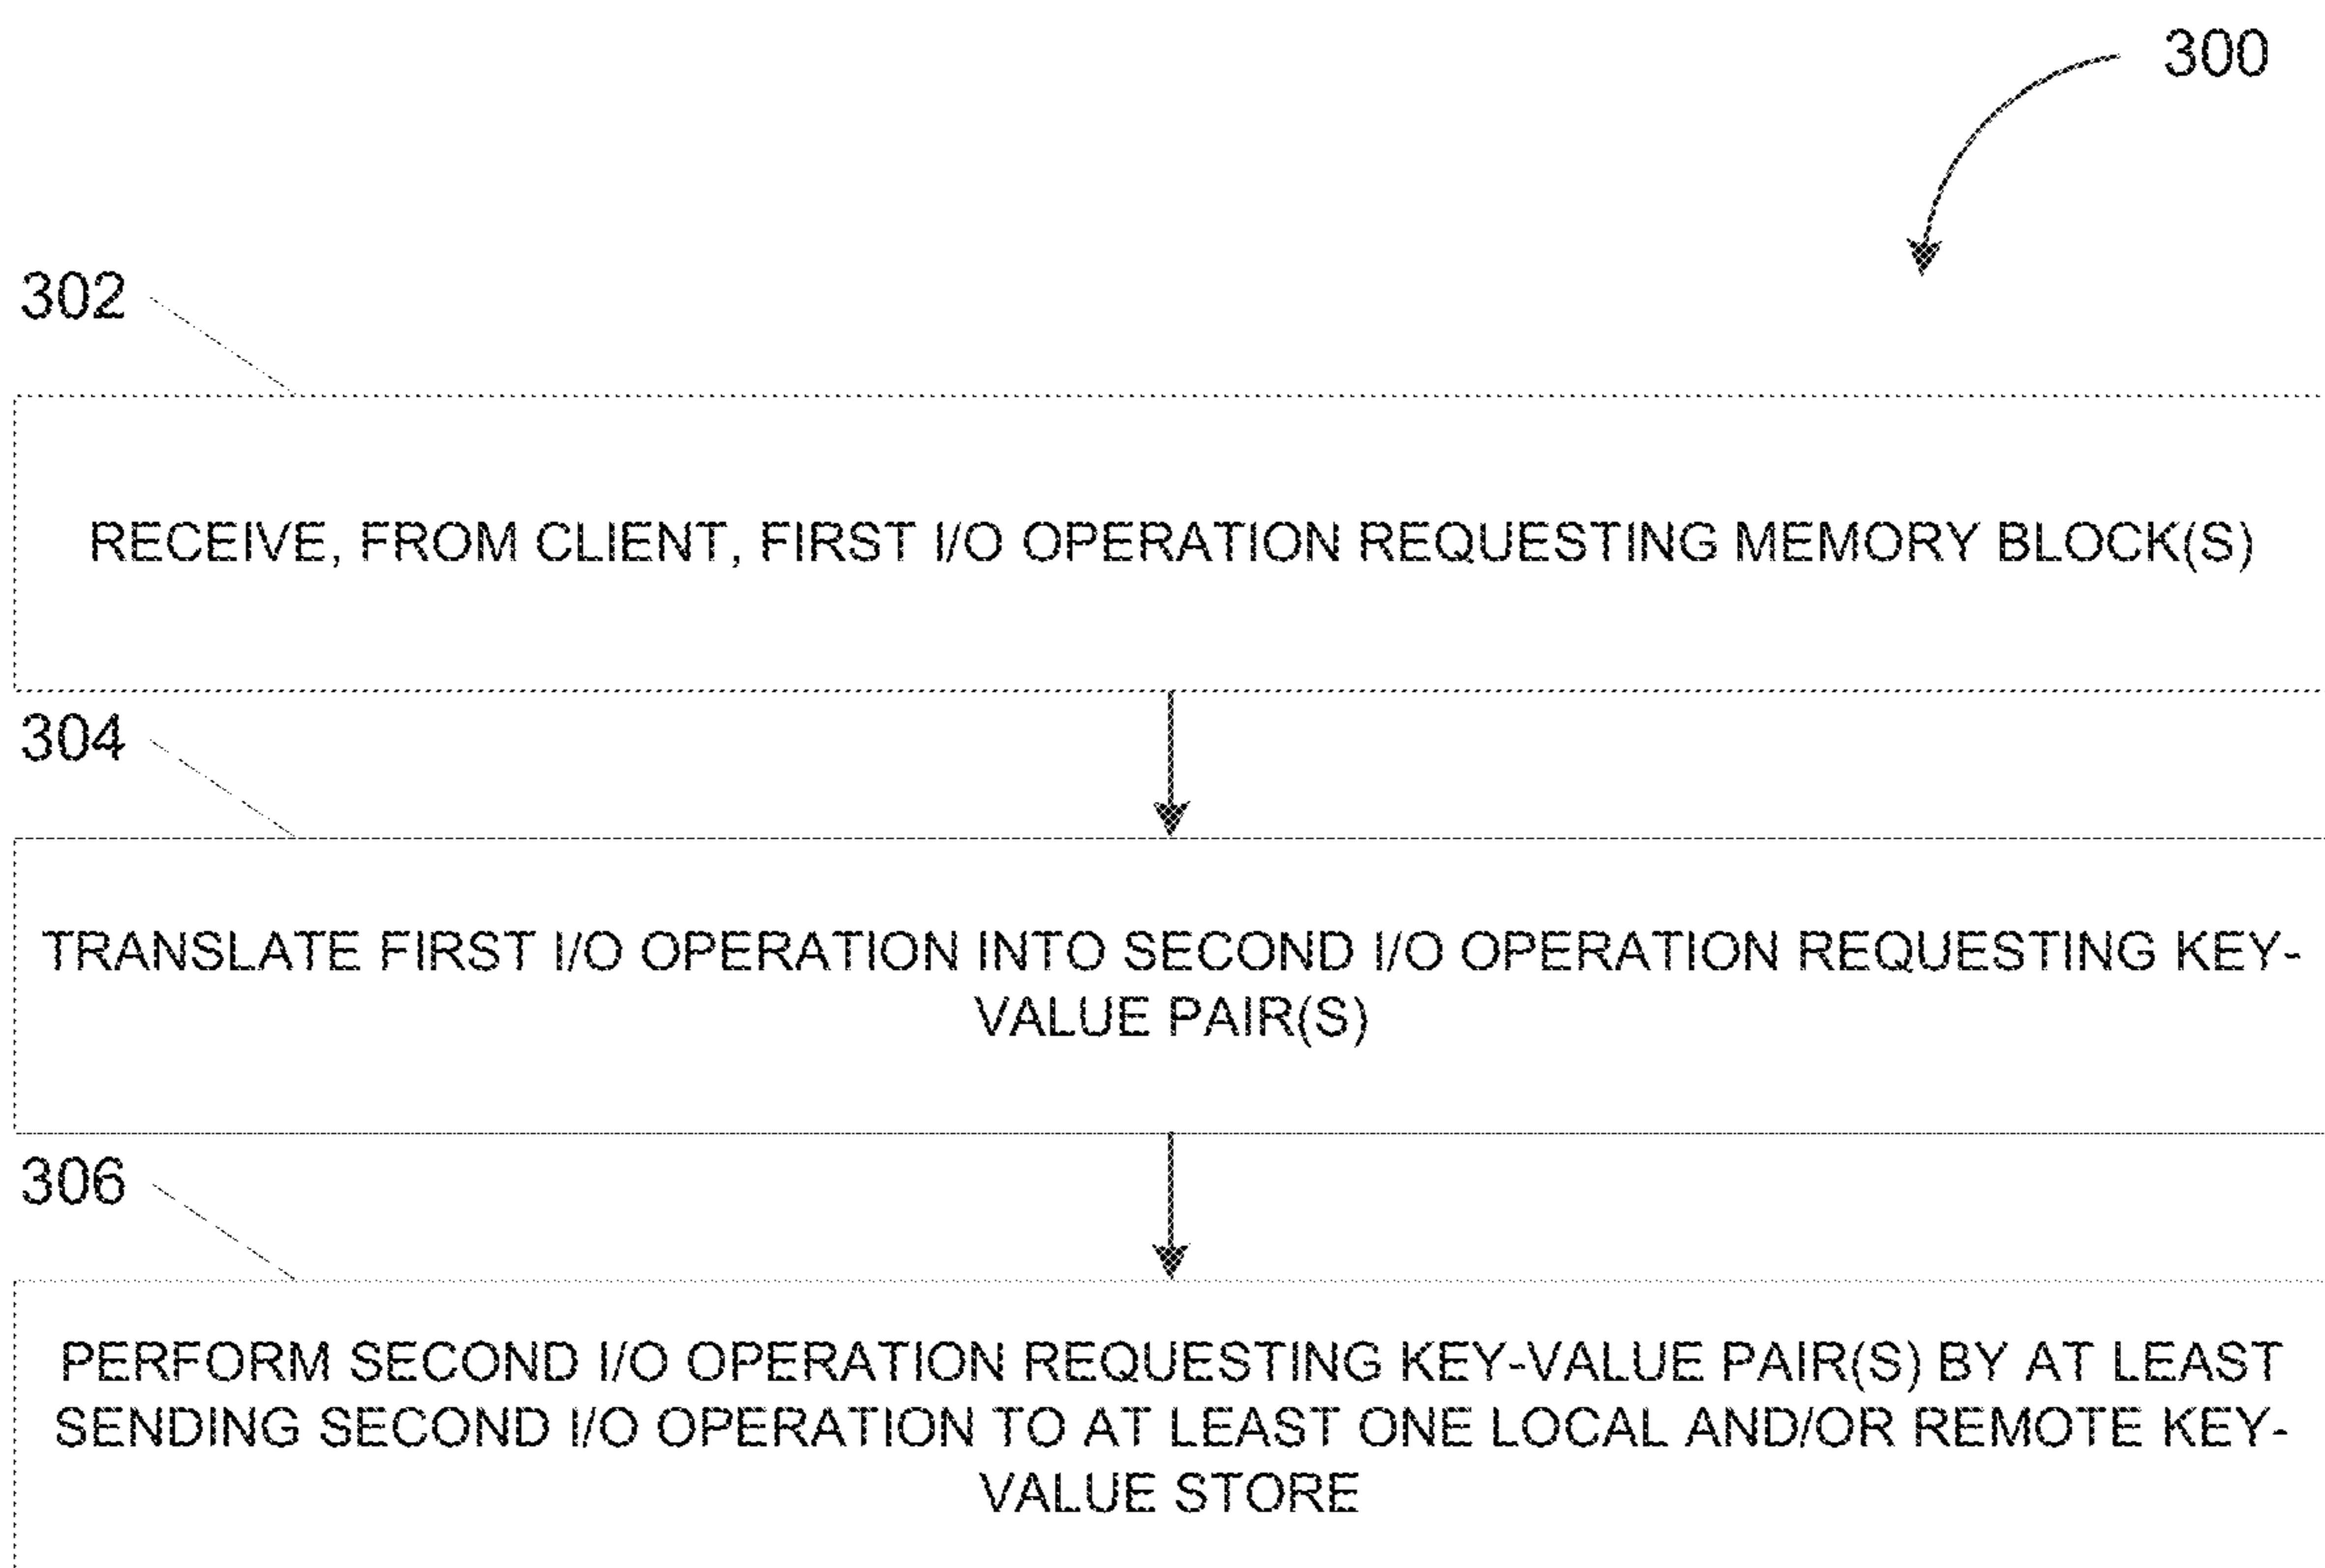 300
302
RECEIVE, FROM CLIENT, FIRST I/O OPERATION REQUESTING MEMORY BLOCK(S)
304
TRANSLATE FIRST I/O OPERATION INTO SECOND I/O OPERATION REQUESTING KEY-
VALUE PAIR(S)
306
PERFORM SECOND I/O OPERATION REQUESTING KEY-VALUE PAIR(S) BY AT LEAST
SENDING SECOND I/O OPERATION TO AT LEAST ONE LOCAL AND/OR REMOTE KEY-
VALUE STORE